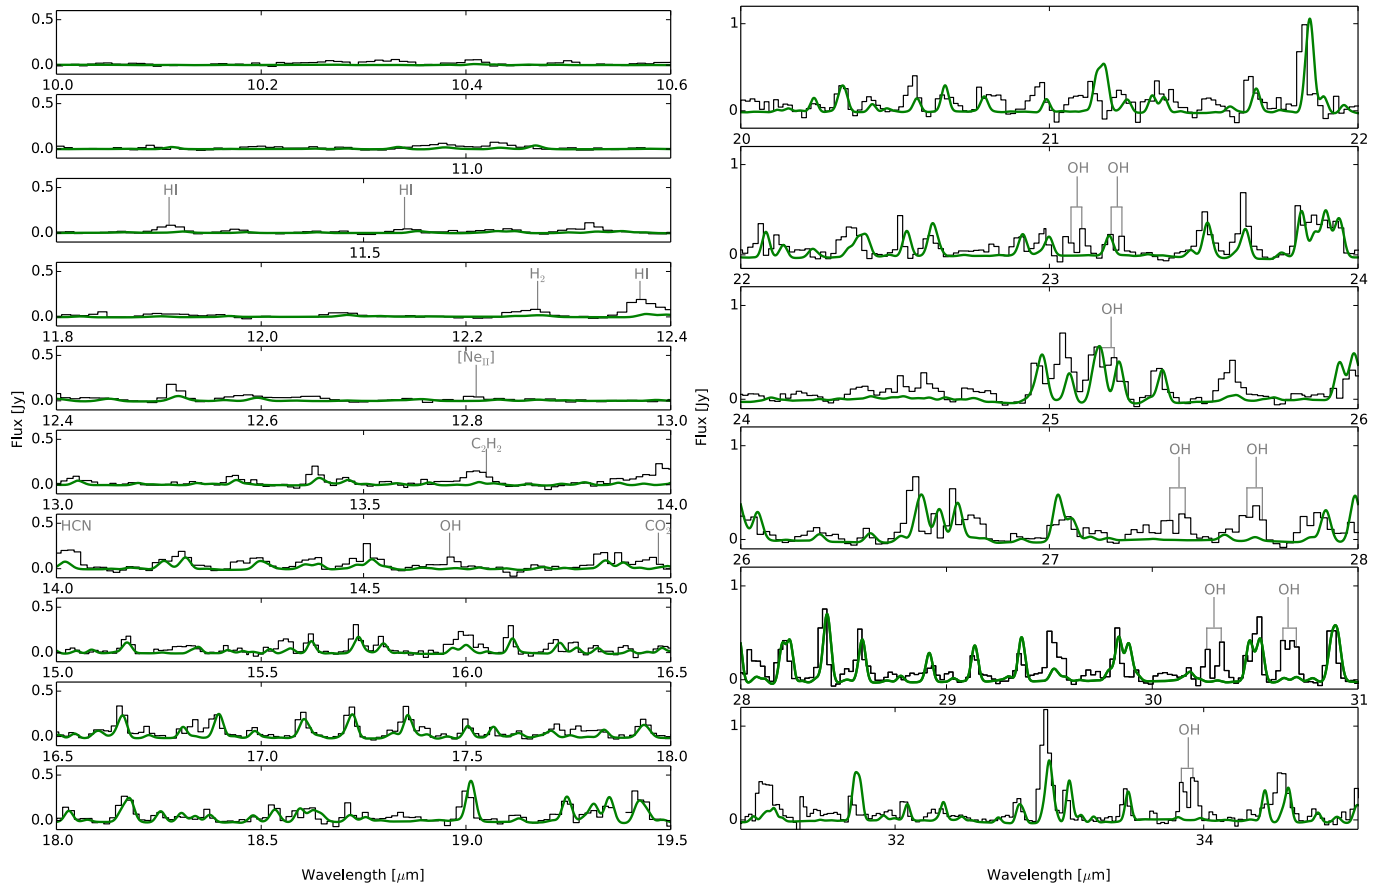 0.5
0.0
10.0 10.2 10.4 10.6
0.5
0.0
11.0
HI HI
0.5
0.0
11.5
H₂ HI
0.5
0.0
11.8 12.0 12.2 12.4
[Ne_II]
0.5
0.0
12.4 12.6 12.8 13.0
C₂H₂
0.5
0.0
13.0 13.5 14.0
HCN OH CO₂
0.5
0.0
14.0 14.5 15.0
0.5
0.0
15.0 15.5 16.0 16.5
0.5
0.0
16.5 17.0 17.5 18.0
0.5
0.0
18.0 18.5 19.0 19.5
Flux [Jy]
Wavelength [μm]
1
0
20 21 22
OH OH
1
0
22 23 24
OH
1
0
24 25 26
OH OH
1
0
26 27 28
OH OH
1
0
28 29 30 31
OH
1
0
32 34
Flux [Jy]
Wavelength [μm]